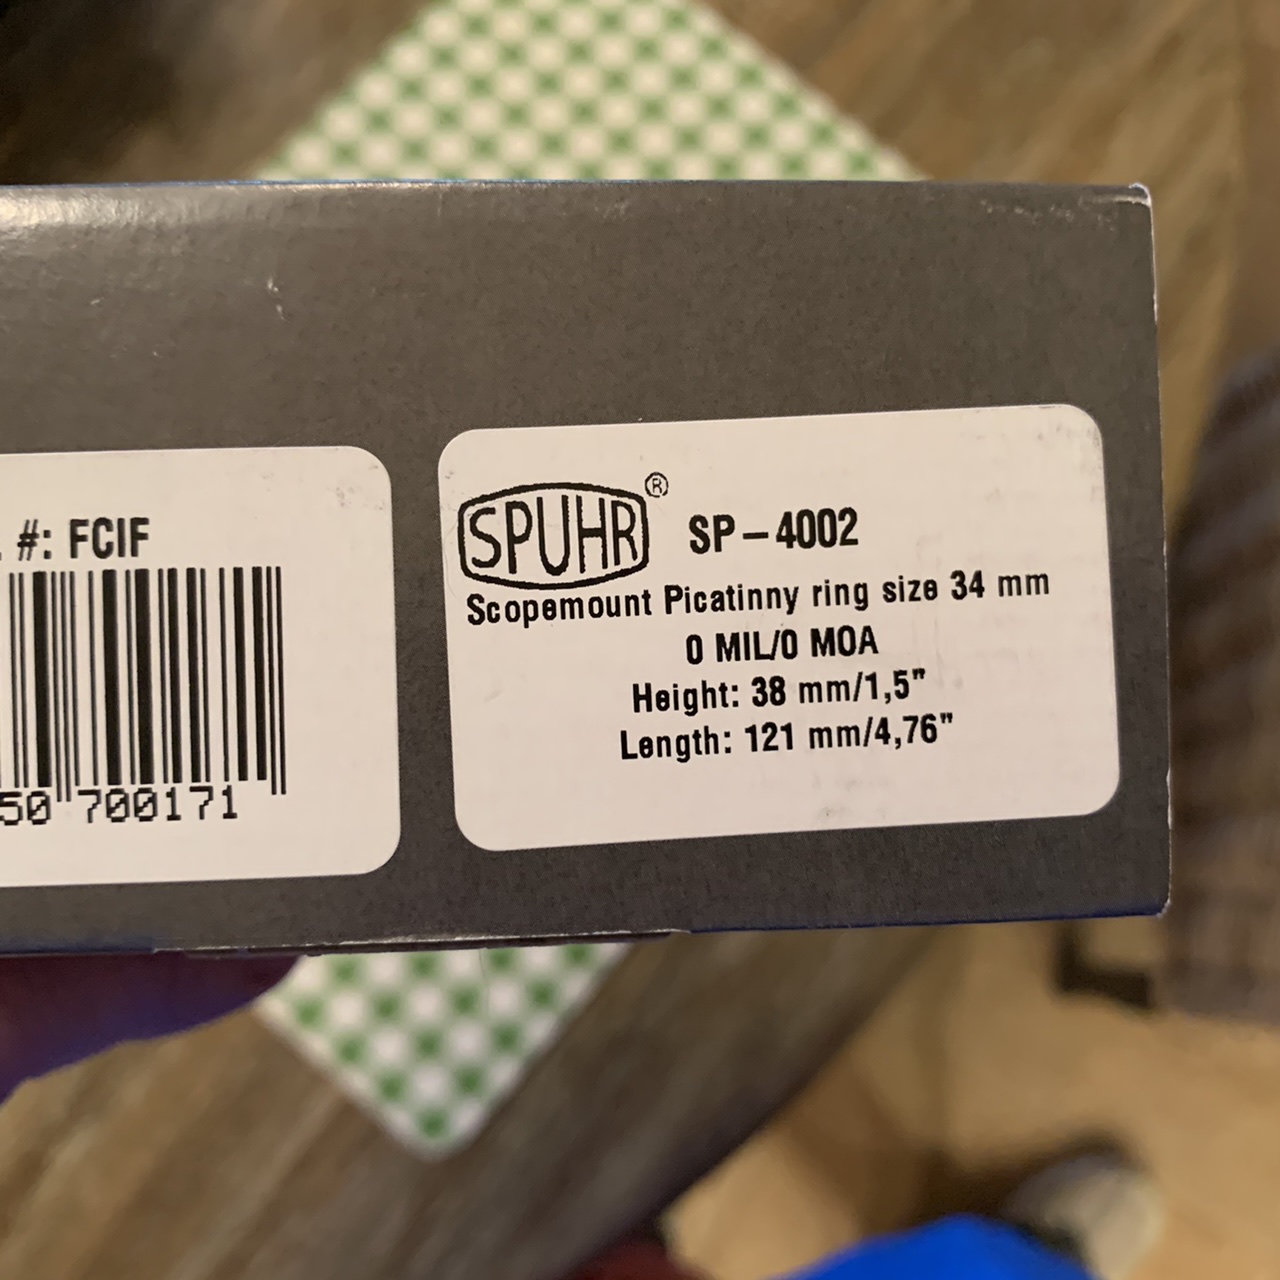 #: FCIF
50 700171
SPUHR® SP-4002
Scopemount Picatinny ring size 34 mm
0 MIL/0 MOA
Height: 38 mm/1,5"
Length: 121 mm/4,76"